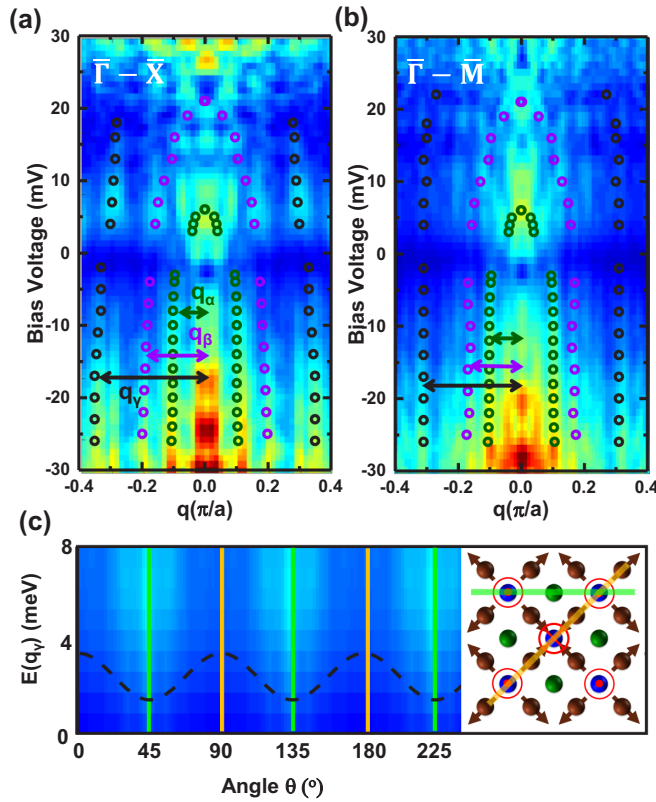 (a)
Γ̅ − X̅
Bias Voltage (mV)
30
20
10
0
-10
-20
-30
qα
qβ
qγ
-0.4 -0.2 0.0 0.2 0.4
q(π/a)
(b)
Γ̅ − M̅
Bias Voltage (mV)
30
20
10
0
-10
-20
-30
-0.4 -0.2 0.0 0.2 0.4
q(π/a)
(c)
E(qγ) (meV)
8
4
0
0 45 90 135 180 225
Angle θ (°)